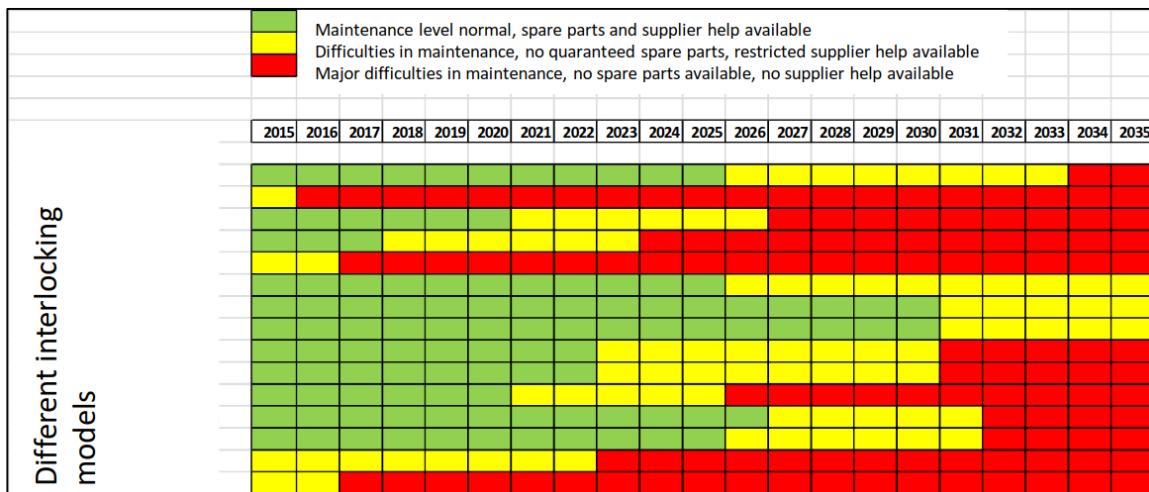 Maintenance level normal, spare parts and supplier help available
Difficulties in maintenance, no quaranteed spare parts, restricted supplier help available
Major difficulties in maintenance, no spare parts available, no supplier help available
2015 2016 2017 2018 2019 2020 2021 2022 2023 2024 2025 2026 2027 2028 2029 2030 2031 2032 2033 2034 2035
Different interlocking
models